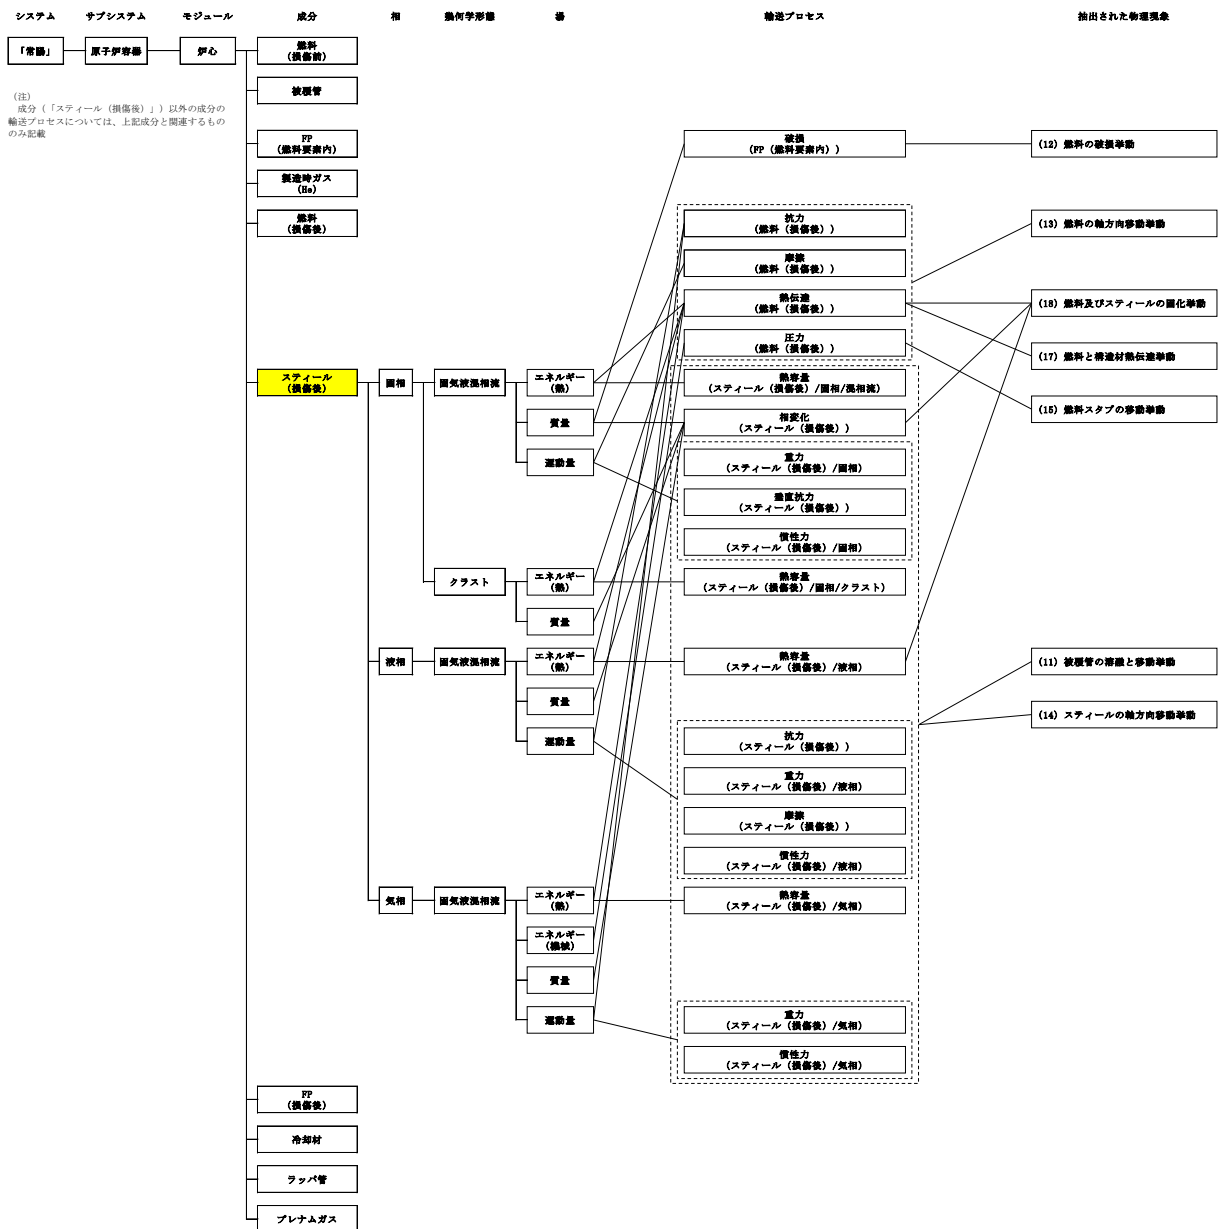 システム サブシステム モジュール 成分 相 幾何学形態 場 輸送プロセス 抽出された物理現象
「常陽」 原子炉容器 炉心
燃料
(損傷前)
(注)
成分(「スティール(損傷後)」)以外の成分の
輸送プロセスについては、上記成分と関連するもの
のみ記載
被覆管
FP
(燃料要素内)
破損
(FP(燃料要素内))
(12) 燃料の破損挙動
製造時ガス
(He)
燃料
(損傷後)
抗力
(燃料(損傷後))
(13) 燃料の軸方向移動挙動
摩擦
(燃料(損傷後))
熱伝達
(燃料(損傷後))
(18) 燃料及びスティールの固化挙動
圧力
(燃料(損傷後))
(17) 燃料と構造材熱伝達挙動
スティール
(損傷後)
固相
固気液混相流
エネルギー
(熱)
熱容量
(スティール(損傷後)/固相/混相流)
質量
相変化
(スティール(損傷後))
(15) 燃料スタブの移動挙動
運動量
重力
(スティール(損傷後)/固相)
垂直抗力
(スティール(損傷後))
慣性力
(スティール(損傷後)/固相)
クラスト
エネルギー
(熱)
熱容量
(スティール(損傷後)/固相/クラスト)
質量
液相
固気液混相流
エネルギー
(熱)
熱容量
(スティール(損傷後)/液相)
(11) 被覆管の溶融と移動挙動
質量
(14) スティールの軸方向移動挙動
運動量
抗力
(スティール(損傷後))
重力
(スティール(損傷後)/液相)
摩擦
(スティール(損傷後))
慣性力
(スティール(損傷後)/液相)
気相
固気液混相流
エネルギー
(熱)
熱容量
(スティール(損傷後)/気相)
エネルギー
(機械)
質量
運動量
重力
(スティール(損傷後)/気相)
慣性力
(スティール(損傷後)/気相)
FP
(損傷後)
冷却材
ラッパ管
プレナムガス